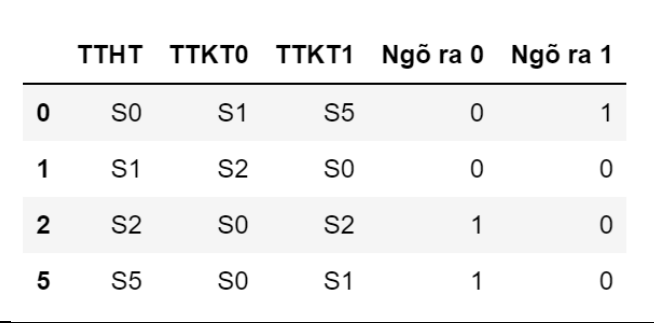 TTHT TTKT0 TTKT1 Ngõ ra 0 Ngõ ra 1
0 S0 S1 S5 0 1
1 S1 S2 S0 0 0
2 S2 S0 S2 1 0
5 S5 S0 S1 1 0